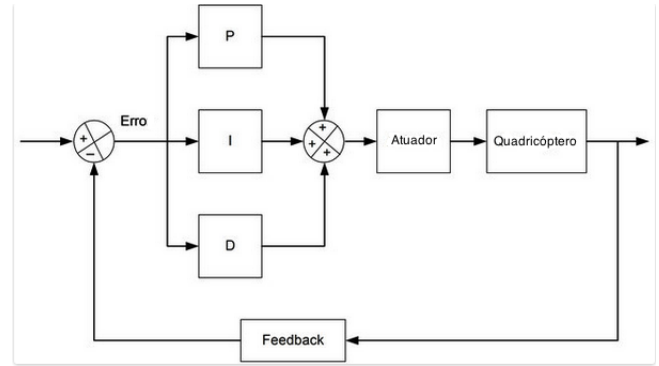 P
Erro
+
−
I
+
+
+
Atuador
Quadricóptero
D
Feedback